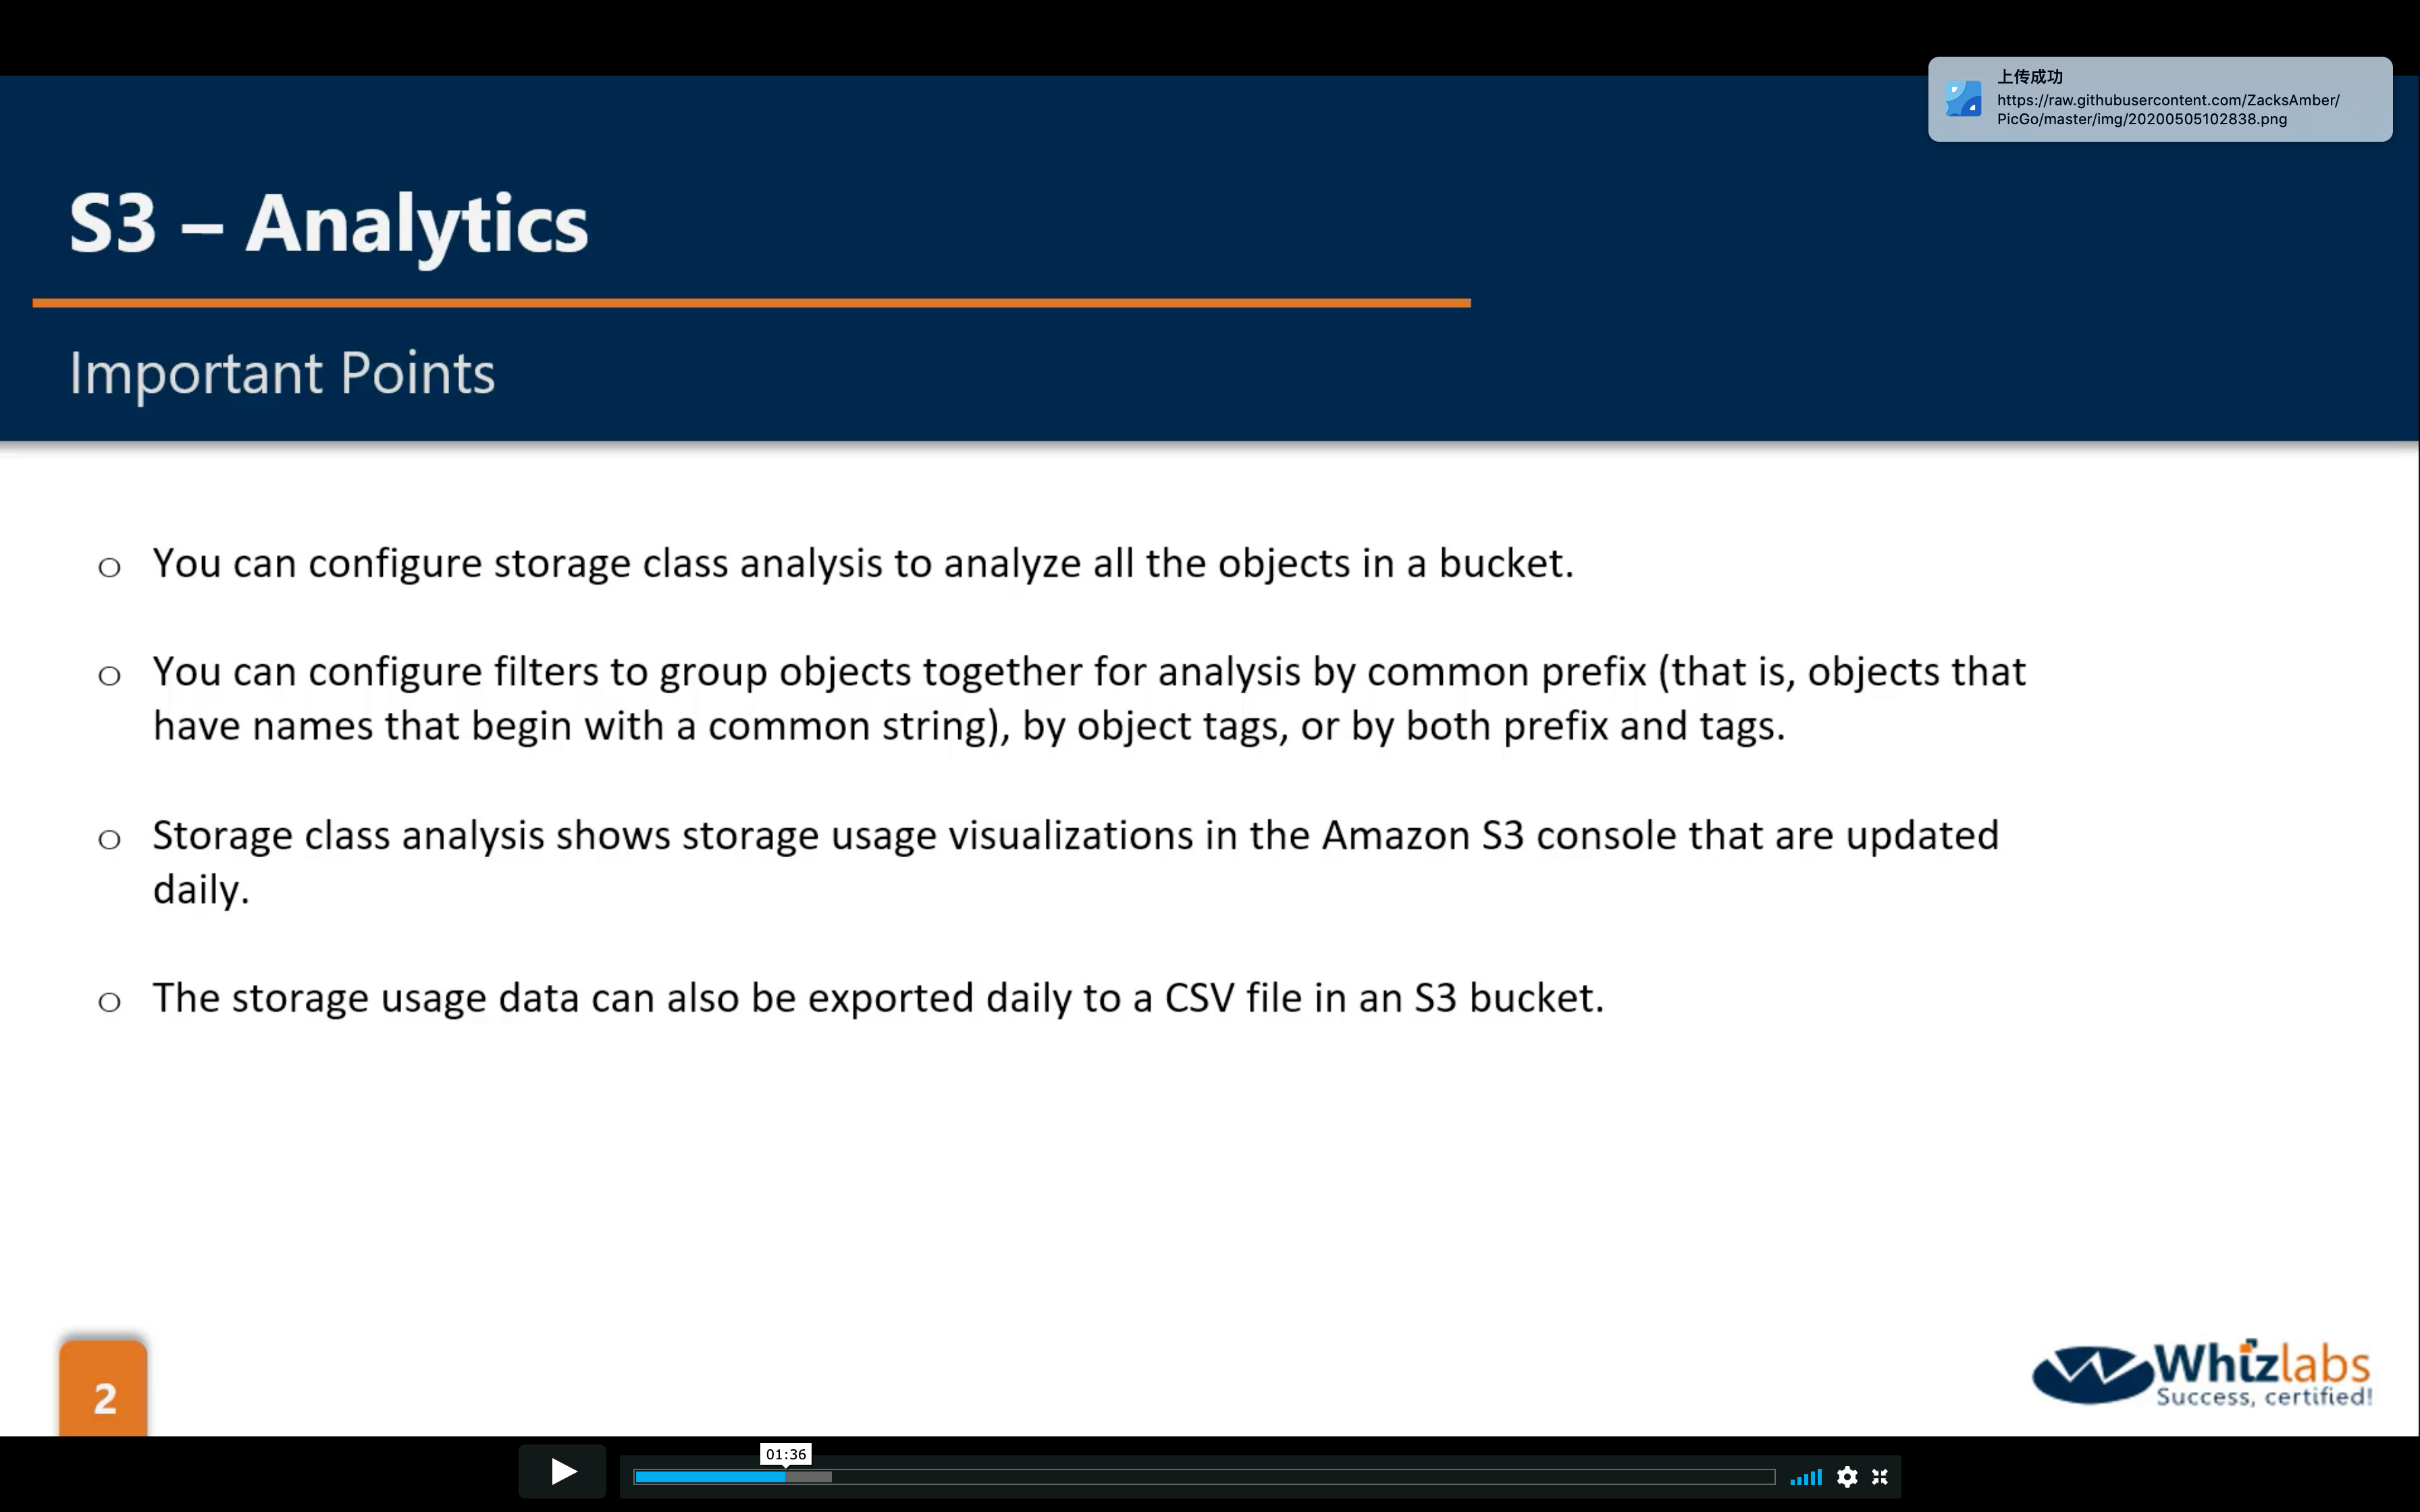 上传成功
https://raw.githubusercontent.com/ZacksAmber/
PicGo/master/img/20200505102838.png
S3 – Analytics
Important Points
o You can configure storage class analysis to analyze all the objects in a bucket.
o You can configure filters to group objects together for analysis by common prefix (that is, objects that
have names that begin with a common string), by object tags, or by both prefix and tags.
o Storage class analysis shows storage usage visualizations in the Amazon S3 console that are updated
daily.
o The storage usage data can also be exported daily to a CSV file in an S3 bucket.
2
Whizlabs
Success, certified!
01:36